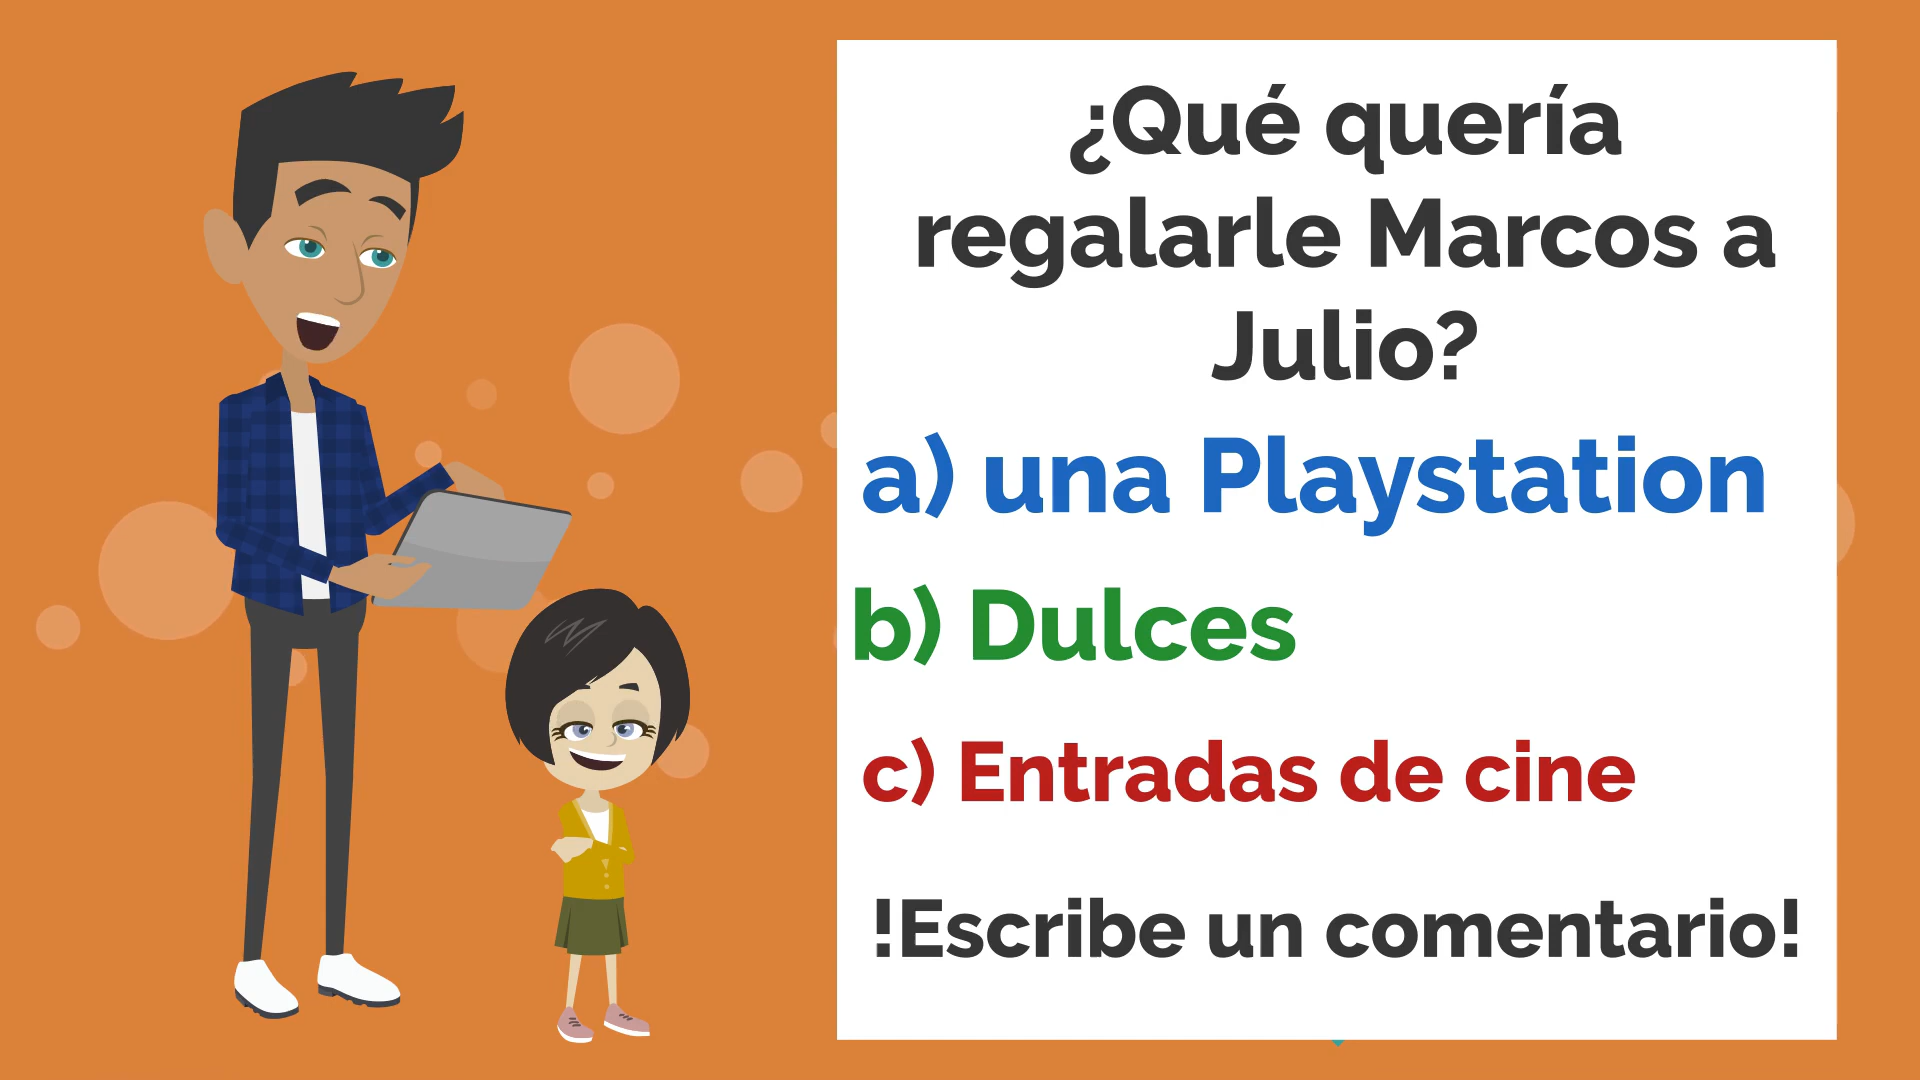 ¿Qué quería
regalarle Marcos a
Julio?
a) una Playstation
b) Dulces
c) Entradas de cine
!Escribe un comentario!